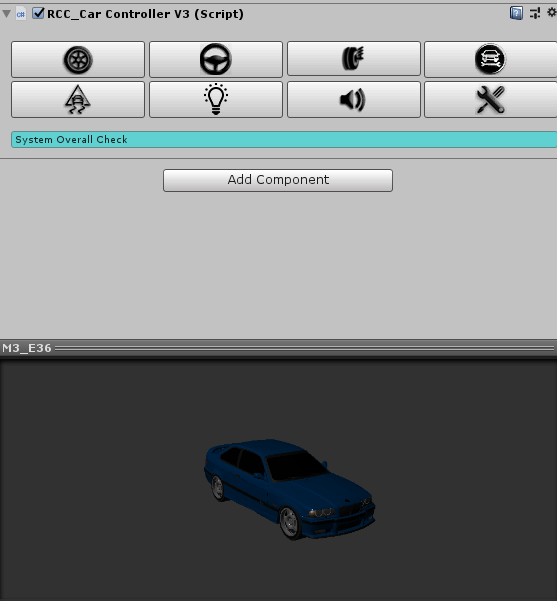 RCC_Car Controller V3 (Script)
System Overall Check
Add Component
M3_E36